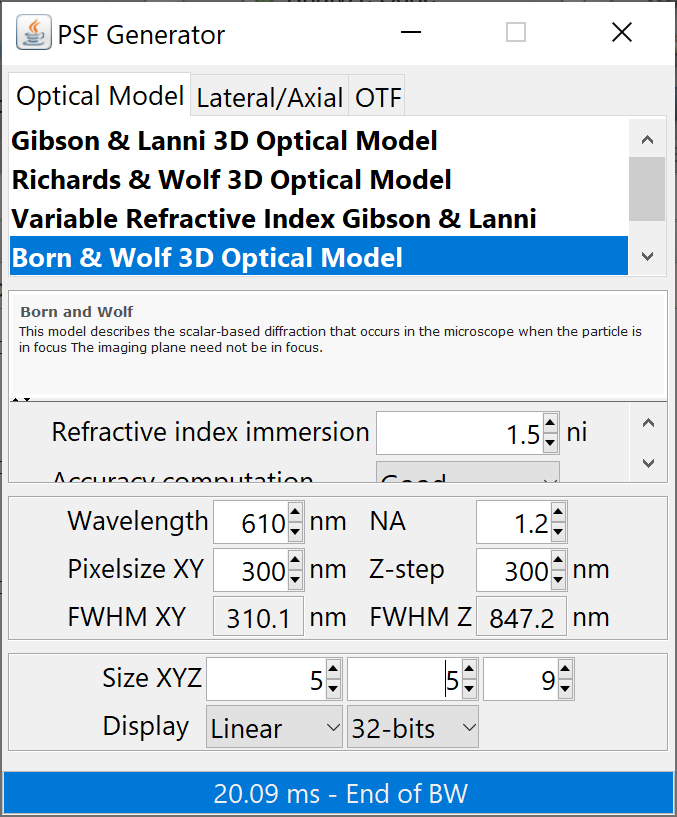 PSF Generator
Optical Model Lateral/Axial OTF
Gibson & Lanni 3D Optical Model
Richards & Wolf 3D Optical Model
Variable Refractive Index Gibson & Lanni
Born & Wolf 3D Optical Model
Born and Wolf
This model describes the scalar-based diffraction that occurs in the microscope when the particle is
in focus The imaging plane need not be in focus.
Refractive index immersion 1.5 ni
Accuracy computation Good
Wavelength 610 nm NA 1.2
Pixelsize XY 300 nm Z-step 300 nm
FWHM XY 310.1 nm FWHM Z 847.2 nm
Size XYZ 5 5 9
Display Linear 32-bits
20.09 ms - End of BW